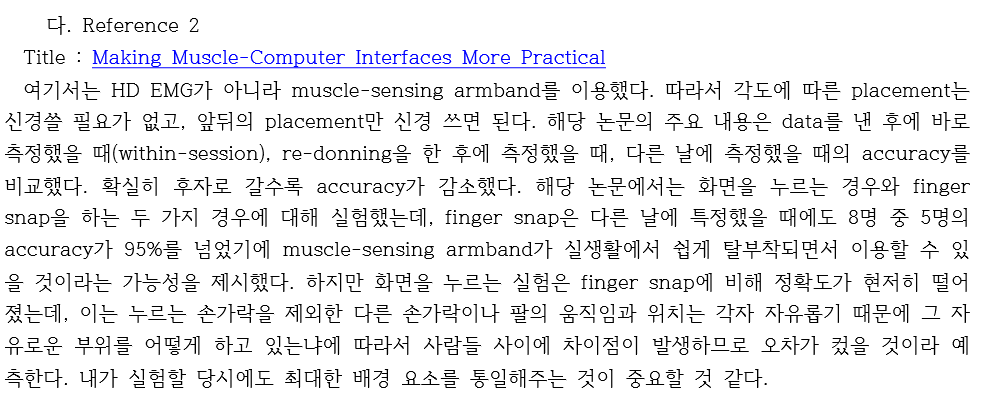 다. Reference 2
Title : Making Muscle-Computer Interfaces More Practical
여기서는 HD EMG가 아니라 muscle-sensing armband를 이용했다. 따라서 각도에 따른 placement는
신경쓸 필요가 없고, 앞뒤의 placement만 신경 쓰면 된다. 해당 논문의 주요 내용은 data를 낸 후에 바로
측정했을 때(within-session), re-donning을 한 후에 측정했을 때, 다른 날에 측정했을 때의 accuracy를
비교했다. 확실히 후자로 갈수록 accuracy가 감소했다. 해당 논문에서는 화면을 누르는 경우와 finger
snap을 하는 두 가지 경우에 대해 실험했는데, finger snap은 다른 날에 특정했을 때에도 8명 중 5명의
accuracy가 95%를 넘었기에 muscle-sensing armband가 실생활에서 쉽게 탈부착되면서 이용할 수 있
을 것이라는 가능성을 제시했다. 하지만 화면을 누르는 실험은 finger snap에 비해 정확도가 현저히 떨어
졌는데, 이는 누르는 손가락을 제외한 다른 손가락이나 팔의 움직임과 위치는 각자 자유롭기 때문에 그 자
유로운 부위를 어떻게 하고 있는냐에 따라서 사람들 사이에 차이점이 발생하므로 오차가 컸을 것이라 예
측한다. 내가 실험할 당시에도 최대한 배경 요소를 통일해주는 것이 중요할 것 같다.